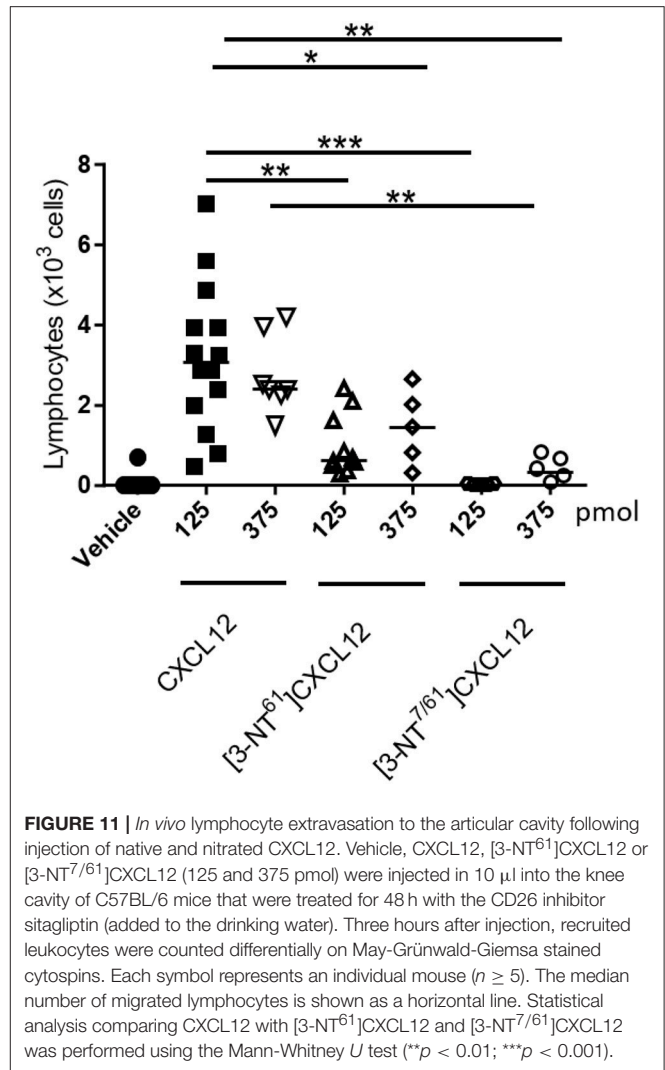 **
*
***
**
**
8
6
4
2
0
Lymphocytes (x10³ cells)
Vehicle
125
375
125
375
125
375
pmol
CXCL12
[3-NT⁶¹]CXCL12
[3-NT⁷/⁶¹]CXCL12
FIGURE 11 | In vivo lymphocyte extravasation to the articular cavity following
injection of native and nitrated CXCL12. Vehicle, CXCL12, [3-NT⁶¹]CXCL12 or
[3-NT⁷/⁶¹]CXCL12 (125 and 375 pmol) were injected in 10 μl into the knee
cavity of C57BL/6 mice that were treated for 48 h with the CD26 inhibitor
sitagliptin (added to the drinking water). Three hours after injection, recruited
leukocytes were counted differentially on May-Grünwald-Giemsa stained
cytospins. Each symbol represents an individual mouse (n ≥ 5). The median
number of migrated lymphocytes is shown as a horizontal line. Statistical
analysis comparing CXCL12 with [3-NT⁶¹]CXCL12 and [3-NT⁷/⁶¹]CXCL12
was performed using the Mann-Whitney U test (**p < 0.01; ***p < 0.001).